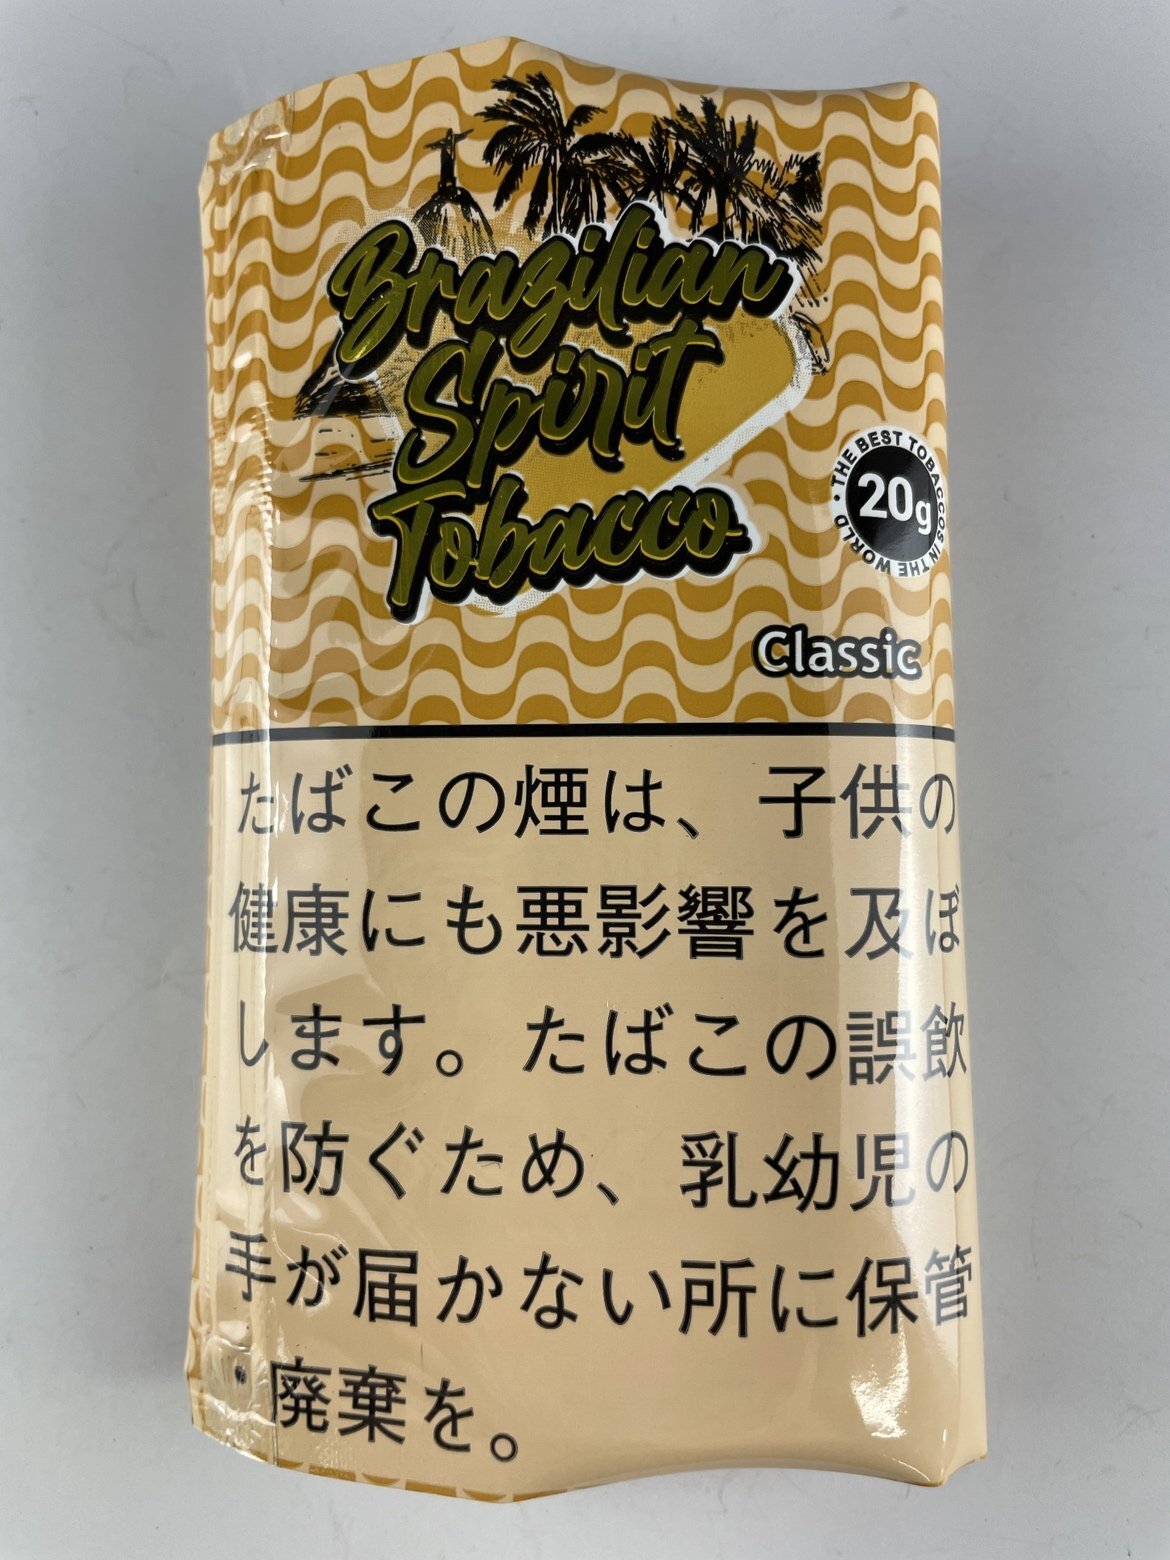 Brazilian
Spirit
Tobacco
THE BEST TOBACCOS IN THE WORLD
20g
Classic
たばこの煙は、子供の
健康にも悪影響を及ぼ
します。たばこの誤飲
を防ぐため、乳幼児の
手が届かない所に保管
・廃棄を。